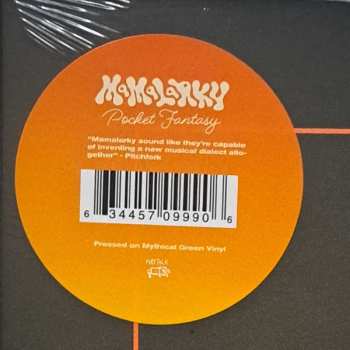 MAMALARKY
Pocket Fantasy
"Mamalarky sound like they're capable
of inventing a new musical dialect alto-
gether" - Pitchfork
6 34457 09990 6
Pressed on Mythical Green Vinyl